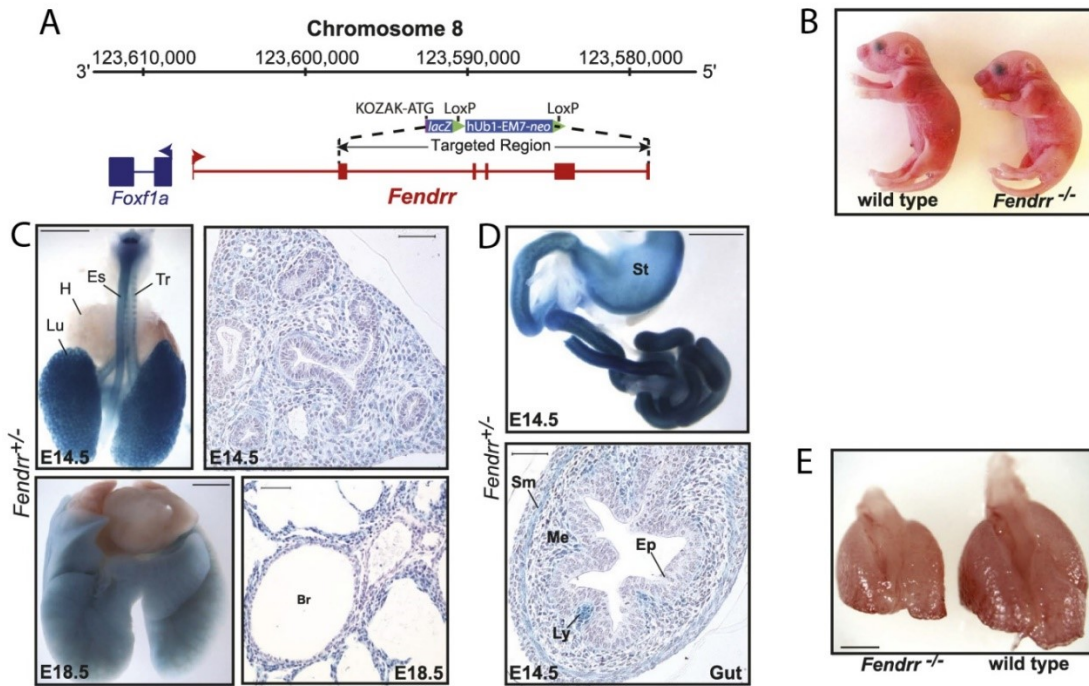 A
Chromosome 8
123,610,000 123,600,000 123,590,000 123,580,000
3' 5'
KOZAK-ATG LoxP LoxP
lacZ hUb1-EM7-neo
Targeted Region
Foxf1a Fendrr
B
wild type Fendrr -/-
C
Fendrr+/-
H Es Tr
Lu
E14.5
E14.5
E18.5
Br
E18.5
D
Fendrr+/-
St
E14.5
Sm
Me
Ep
Ly
E14.5 Gut
E
Fendrr -/- wild type